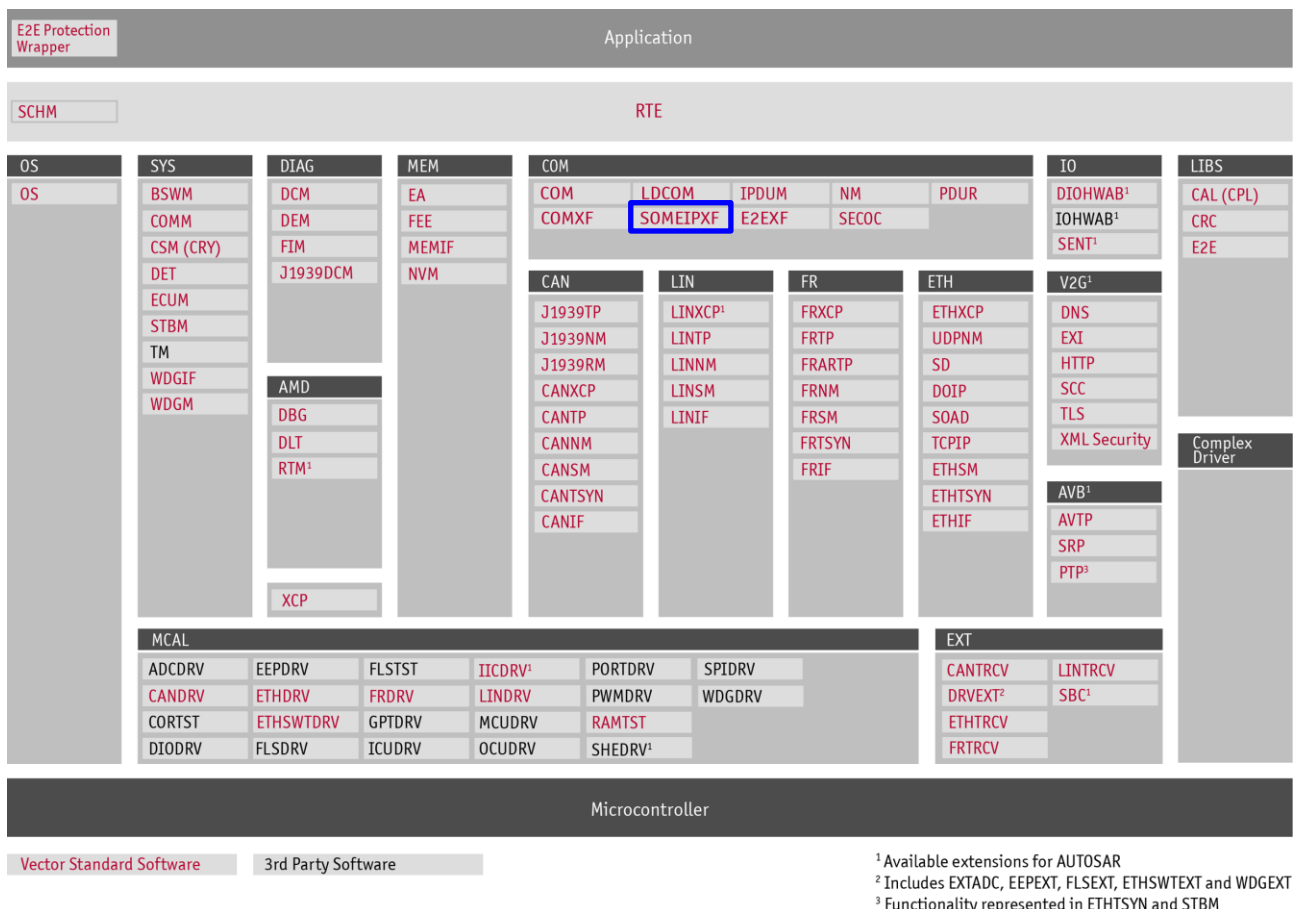 E2E Protection
Wrapper
Application
SCHM
RTE
OS
OS
SYS
BSWM
COMM
CSM (CRY)
DET
ECUM
STBM
TM
WDGIF
WDGM
DIAG
DCM
DEM
FIM
J1939DCM
AMD
DBG
DLT
RTM¹
XCP
MEM
EA
FEE
MEMIF
NVM
COM
COM LDCOM IPDUM NM PDUR
COMXF SOMEIPXF E2EXF SECOC
CAN
J1939TP
J1939NM
J1939RM
CANXCP
CANTP
CANNM
CANSM
CANTSYN
CANIF
LIN
LINXCP¹
LINTP
LINNM
LINSM
LINIF
FR
FRXCP
FRTP
FRARTP
FRNM
FRSM
FRTSYN
FRIF
ETH
ETHXCP
UDPNM
SD
DOIP
SOAD
TCPIP
ETHSM
ETHTSYN
ETHIF
IO
DIOHWAB¹
IOHWAB¹
SENT¹
V2G¹
DNS
EXI
HTTP
SCC
TLS
XML Security
AVB¹
AVTP
SRP
PTP³
LIBS
CAL (CPL)
CRC
E2E
Complex
Driver
MCAL
ADCDRV EEPDRV FLSTST IICDRV¹ PORTDRV SPIDRV
CANDRV ETHDRV FRDRV LINDRV PWMDRV WDGDRV
CORTST ETHSWTDRV GPTDRV MCUDRV RAMTST
DIODRV FLSDRV ICUDRV OCUDRV SHEDRV¹
EXT
CANTRCV LINTRCV
DRVEXT² SBC¹
ETHTRCV
FRTRCV
Microcontroller
Vector Standard Software 3rd Party Software
¹ Available extensions for AUTOSAR
² Includes EXTADC, EEPEXT, FLSEXT, ETHSWTEXT and WDGEXT
³ Functionality represented in ETHTSYN and STBM